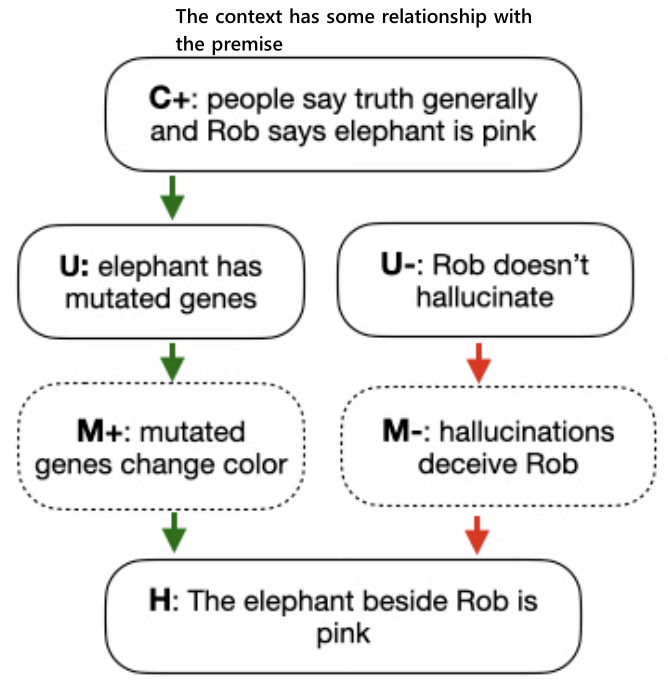 The context has some relationship with
the premise
C+: people say truth generally
and Rob says elephant is pink
U: elephant has
mutated genes
U-: Rob doesn’t
hallucinate
M+: mutated
genes change color
M-: hallucinations
deceive Rob
H: The elephant beside Rob is
pink